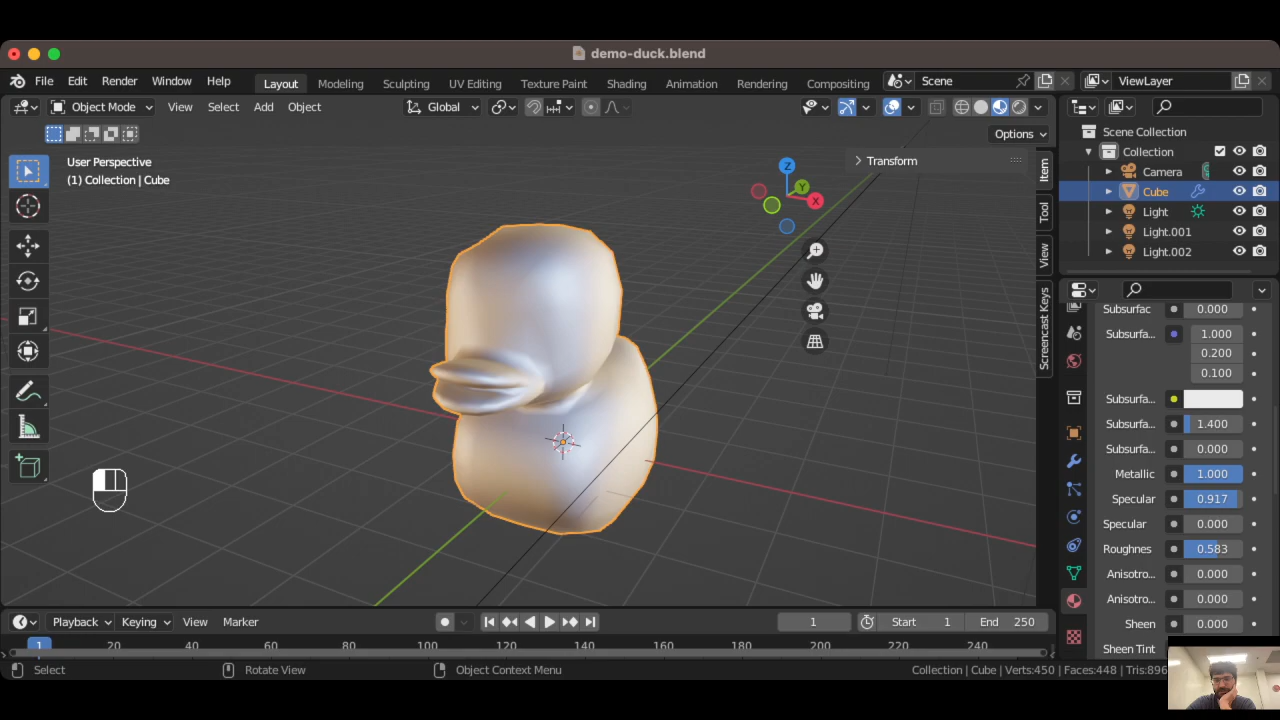 demo-duck.blend
File Edit Render Window Help Layout Modeling Sculpting UV Editing Texture Paint Shading Animation Rendering Compositing Scene ViewLayer
Object Mode View Select Add Object Global
Options
User Perspective
(1) Collection | Cube
Transform
Z
Y
X
Item
Tool
View
Screencast Keys
Scene Collection
Collection
Camera
Cube
Light
Light.001
Light.002
Subsurfac 0.000
Subsurfa... 1.000
0.200
0.100
Subsurfa...
Subsurfa... 1.400
Subsurfa... 0.000
Metallic 1.000
Specular 0.917
Specular 0.000
Roughnes 0.583
Anisotro... 0.000
Anisotro... 0.000
Sheen 0.000
Sheen Tint
Playback Keying View Marker 1 Start 1 End 250
1 20 40 60 80 100 120 140 160 180 200 220 240
Select Rotate View Object Context Menu Collection | Cube | Verts:450 | Faces:448 | Tris:896